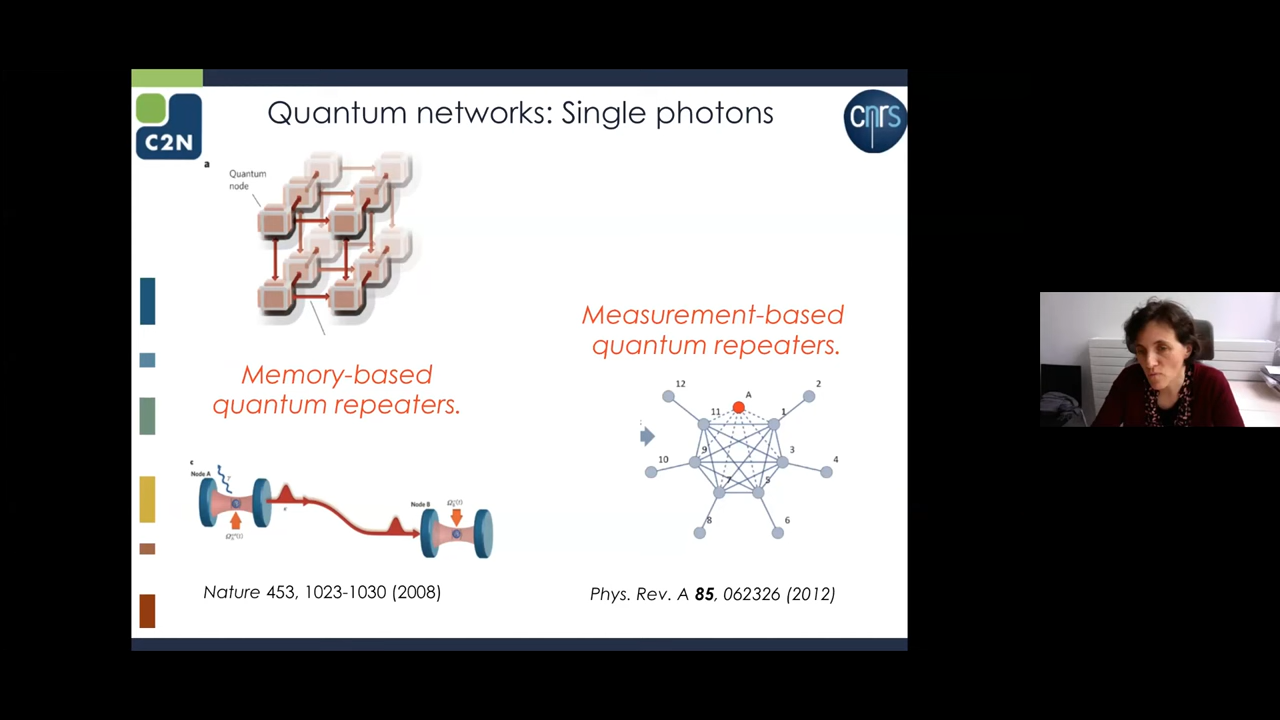 Quantum networks: Single photons
C2N
cnrs
a
Quantum
node
Memory-based
quantum repeaters.
c
Node A
Node B
Nature 453, 1023-1030 (2008)
Measurement-based
quantum repeaters.
12
A
2
11
1
9
3
10
4
7
5
8
6
Phys. Rev. A 85, 062326 (2012)